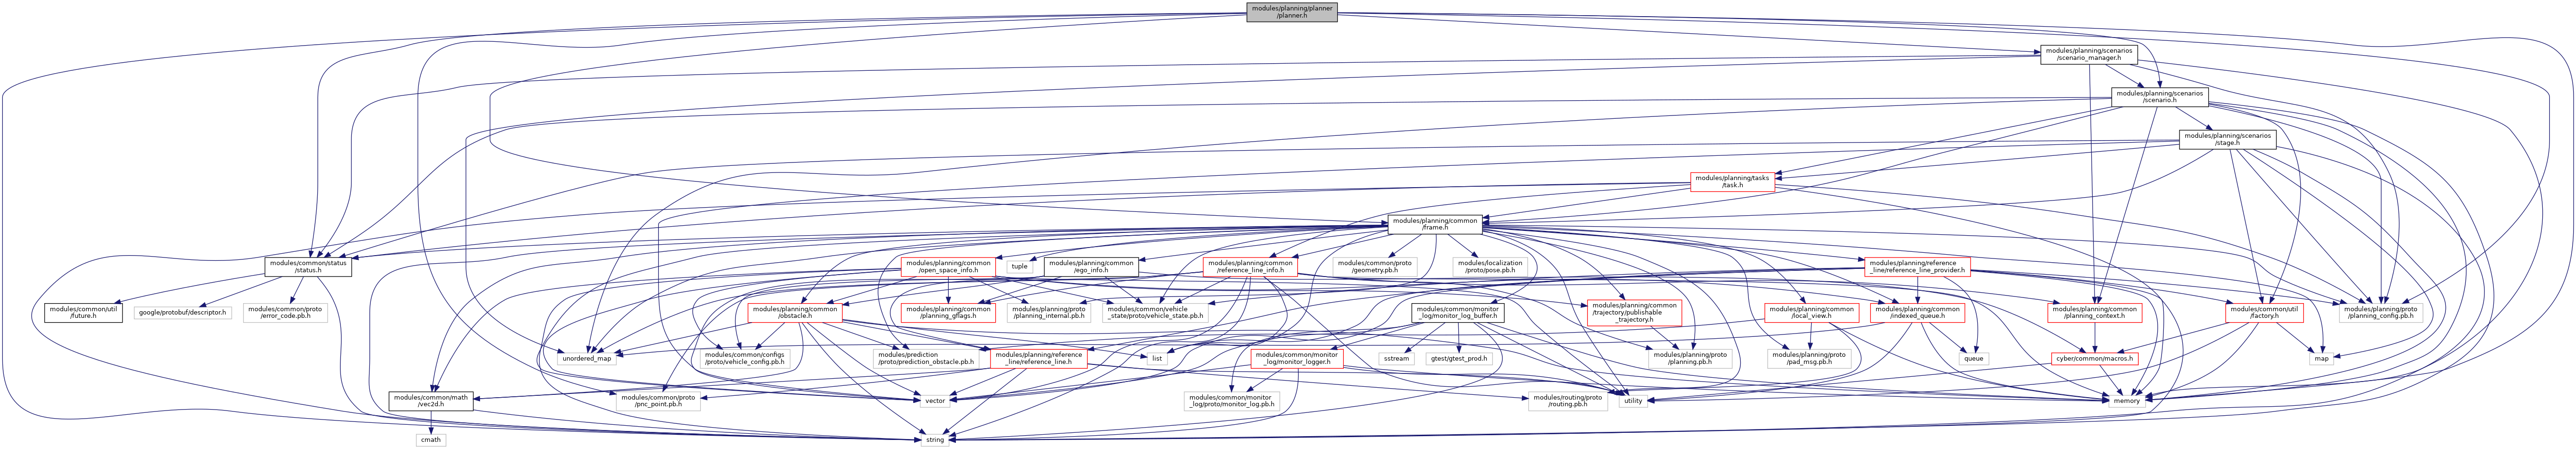 modules/planning/planner
/planner.h
modules/planning/scenarios
/scenario_manager.h
modules/planning/scenarios
/scenario.h
modules/planning/scenarios
/stage.h
modules/planning/tasks
/task.h
modules/planning/common
/frame.h
modules/common/status
/status.h
modules/planning/common
/open_space_info.h
tuple
modules/planning/common
/ego_info.h
modules/planning/common
/reference_line_info.h
modules/common/proto
/geometry.pb.h
modules/localization
/proto/pose.pb.h
modules/planning/reference
_line/reference_line_provider.h
modules/common/util
/future.h
google/protobuf/descriptor.h
modules/common/proto
/error_code.pb.h
modules/planning/common
/obstacle.h
modules/planning/common
/planning_gflags.h
modules/planning/proto
/planning_internal.pb.h
modules/common/vehicle
_state/proto/vehicle_state.pb.h
modules/common/monitor
_log/monitor_log_buffer.h
modules/planning/common
/trajectory/publishable
_trajectory.h
modules/planning/common
/local_view.h
modules/planning/common
/indexed_queue.h
modules/planning/common
/planning_context.h
modules/common/util
/factory.h
modules/planning/proto
/planning_config.pb.h
unordered_map
modules/common/configs
/proto/vehicle_config.pb.h
modules/prediction
/proto/prediction_obstacle.pb.h
modules/planning/reference
_line/reference_line.h
list
modules/common/monitor
_log/monitor_logger.h
sstream
gtest/gtest_prod.h
modules/planning/proto
/planning.pb.h
modules/planning/proto
/pad_msg.pb.h
queue
cyber/common/macros.h
map
modules/common/math
/vec2d.h
modules/common/proto
/pnc_point.pb.h
vector
modules/common/monitor
_log/proto/monitor_log.pb.h
modules/routing/proto
/routing.pb.h
utility
memory
cmath
string